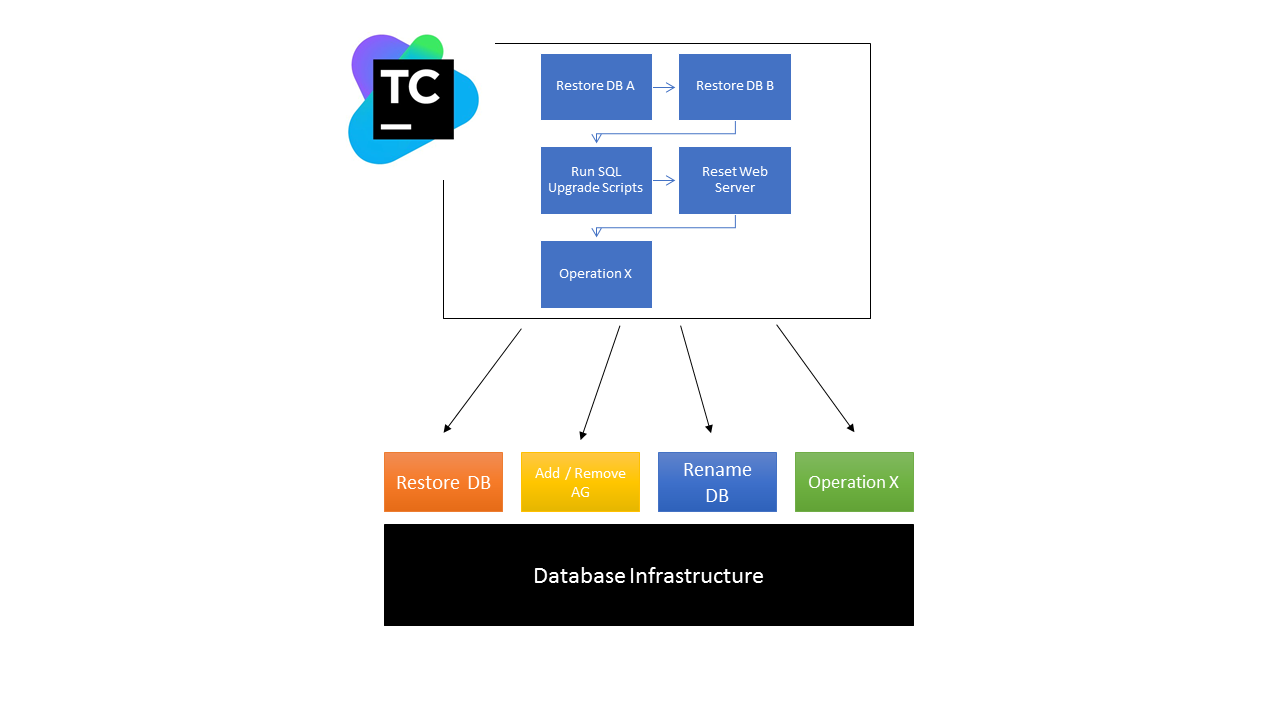 TC
Restore DB A
Restore DB B
Run SQL
Upgrade Scripts
Reset Web
Server
Operation X
Restore DB
Add / Remove
AG
Rename
DB
Operation X
Database Infrastructure